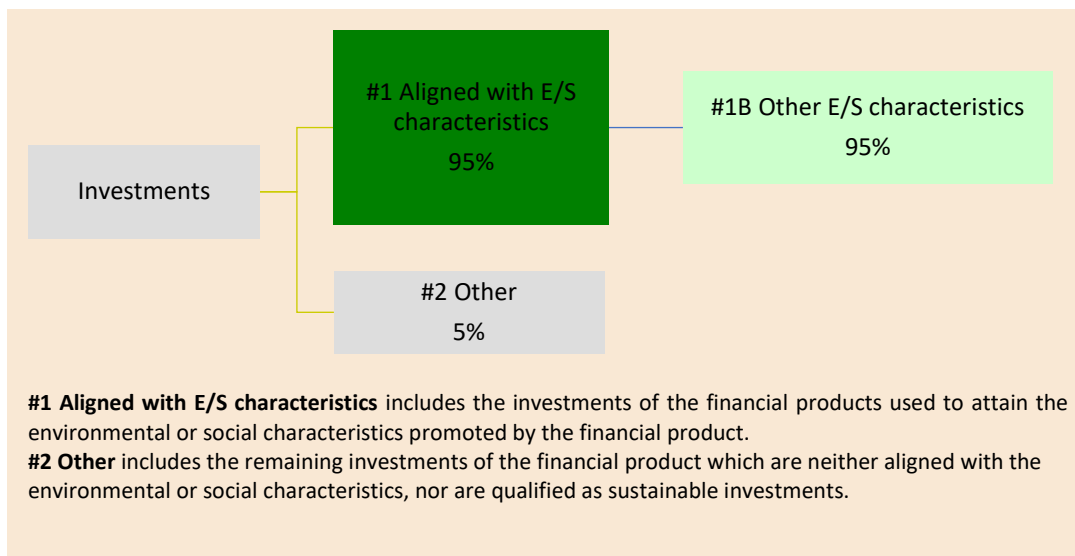 #1 Aligned with E/S
characteristics
95%
#1B Other E/S characteristics
95%
Investments
#2 Other
5%
#1 Aligned with E/S characteristics includes the investments of the financial products used to attain the
environmental or social characteristics promoted by the financial product.
#2 Other includes the remaining investments of the financial product which are neither aligned with the
environmental or social characteristics, nor are qualified as sustainable investments.